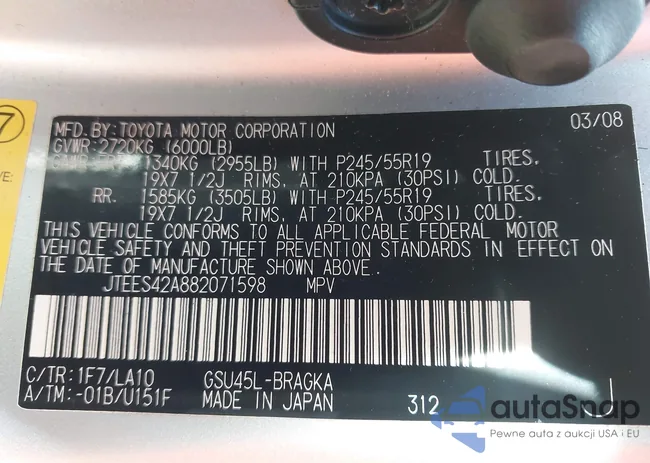 7
E:
MFD. BY: TOYOTA MOTOR CORPORATION 03/08
GVWR: 2720KG (6000LB)
1340KG (2955LB) WITH P245/55R19 TIRES.
19X7 1/2J RIMS, AT 210KPA (30PSI) COLD.
RR. 1585KG (3505LB) WITH P245/55R19 TIRES.
19X7 1/2J RIMS, AT 210KPA (30PSI) COLD.
THIS VEHICLE CONFORMS TO ALL APPLICABLE FEDERAL MOTOR
VEHICLE SAFETY AND THEFT PREVENTION STANDARDS IN EFFECT ON
THE DATE OF MANUFACTURE SHOWN ABOVE.
JTEES42A882071598 MPV
C/TR: 1F7/LA10 GSU45L-BRAGKA
A/TM: -01B/U151F MADE IN JAPAN 312 J
autoSnap
Pewne auta z aukcji USA i EU